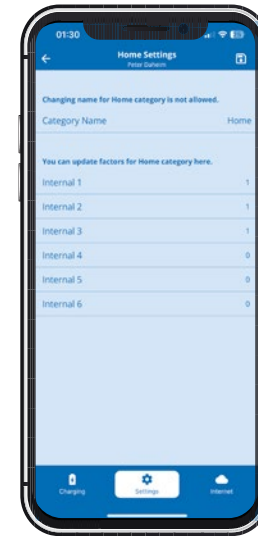 01:30
Home Settings
Peter Daheim
Changing name for Home category is not allowed.
Category Name Home
You can update factors for Home category here.
Internal 1 1
Internal 2 1
Internal 3 1
Internal 4 0
Internal 5 0
Internal 6 0
Charging Settings Internet